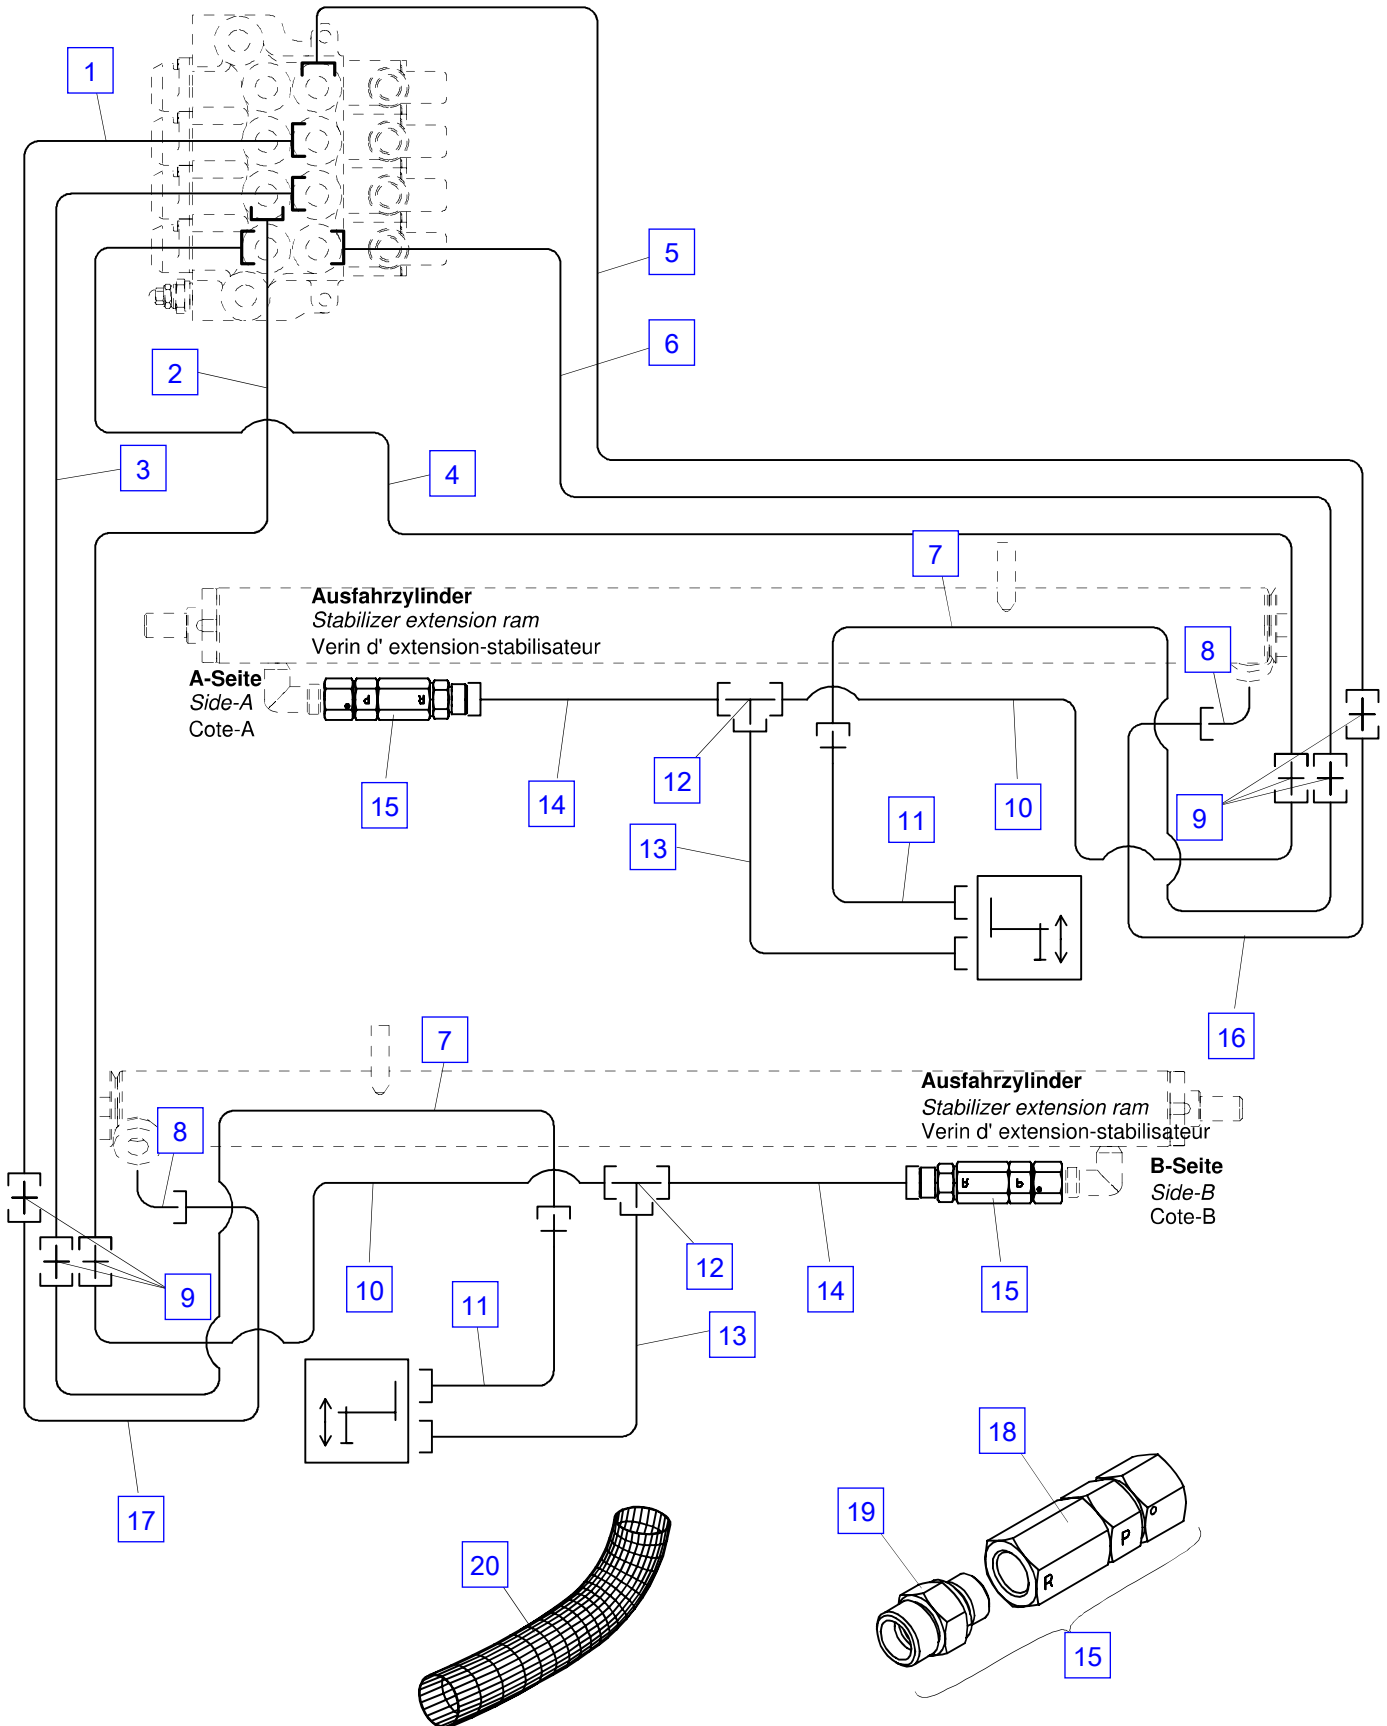 1
5
6
2
3
4
7
Ausfahrzylinder
Stabilizer extension ram
Verin d' extension-stabilisateur
8
A-Seite
Side-A
Cote-A
P
R
15
14
12
10
9
13
11
16
7
Ausfahrzylinder
Stabilizer extension ram
Verin d' extension-stabilisateur
8
B-Seite
Side-B
Cote-B
R
P
9
10
11
12
14
15
13
17
18
19
20
P
R
15